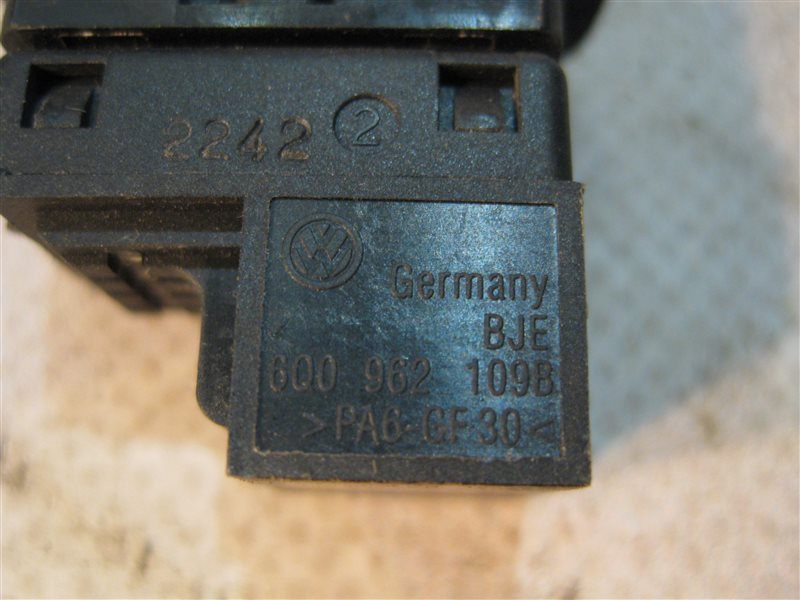 2242 2
Germany
BJE
6Q0 962 109B
>PA6-GF30<